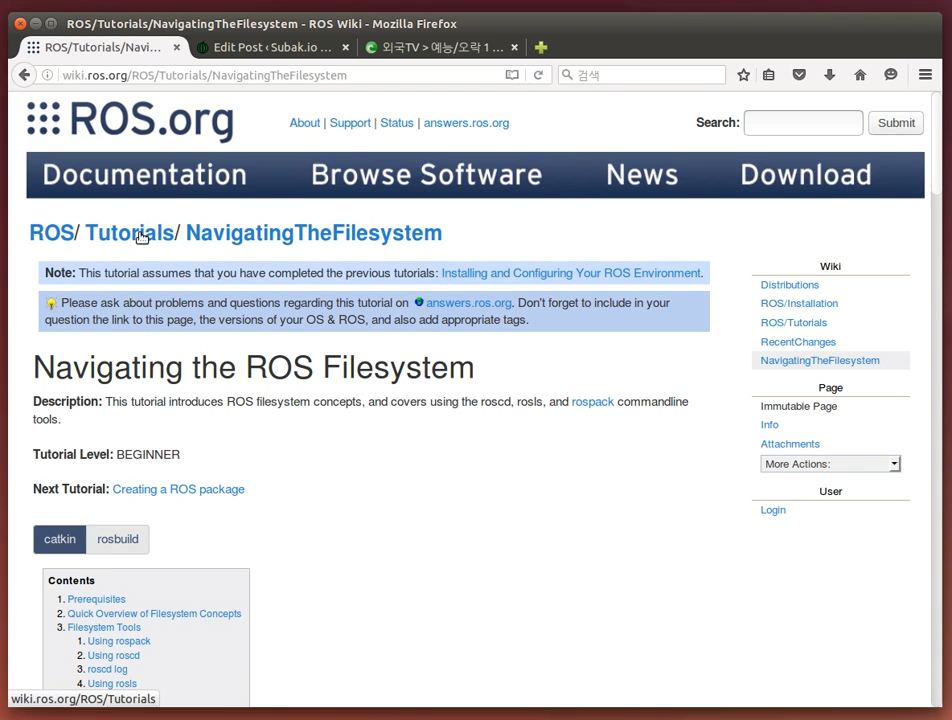 ROS/Tutorials/NavigatingTheFilesystem - ROS Wiki - Mozilla Firefox
ROS/Tutorials/Navi... × Edit Post ‹ Subak.io ... × 외국TV > 예능/오락 1 ... ×
wiki.ros.org/ROS/Tutorials/NavigatingTheFilesystem 검색
ROS.org About | Support | Status | answers.ros.org Search: Submit
Documentation Browse Software News Download
ROS/ Tutorials/ NavigatingTheFilesystem
Note: This tutorial assumes that you have completed the previous tutorials: Installing and Configuring Your ROS Environment.
Please ask about problems and questions regarding this tutorial on answers.ros.org. Don't forget to include in your
question the link to this page, the versions of your OS & ROS, and also add appropriate tags.
Navigating the ROS Filesystem
Description: This tutorial introduces ROS filesystem concepts, and covers using the roscd, rosls, and rospack commandline
tools.
Tutorial Level: BEGINNER
Next Tutorial: Creating a ROS package
catkin rosbuild
Contents
1. Prerequisites
2. Quick Overview of Filesystem Concepts
3. Filesystem Tools
1. Using rospack
2. Using roscd
3. roscd log
4. Using rosls
Wiki
Distributions
ROS/Installation
ROS/Tutorials
RecentChanges
NavigatingTheFilesystem
Page
Immutable Page
Info
Attachments
More Actions:
User
Login
wiki.ros.org/ROS/Tutorials